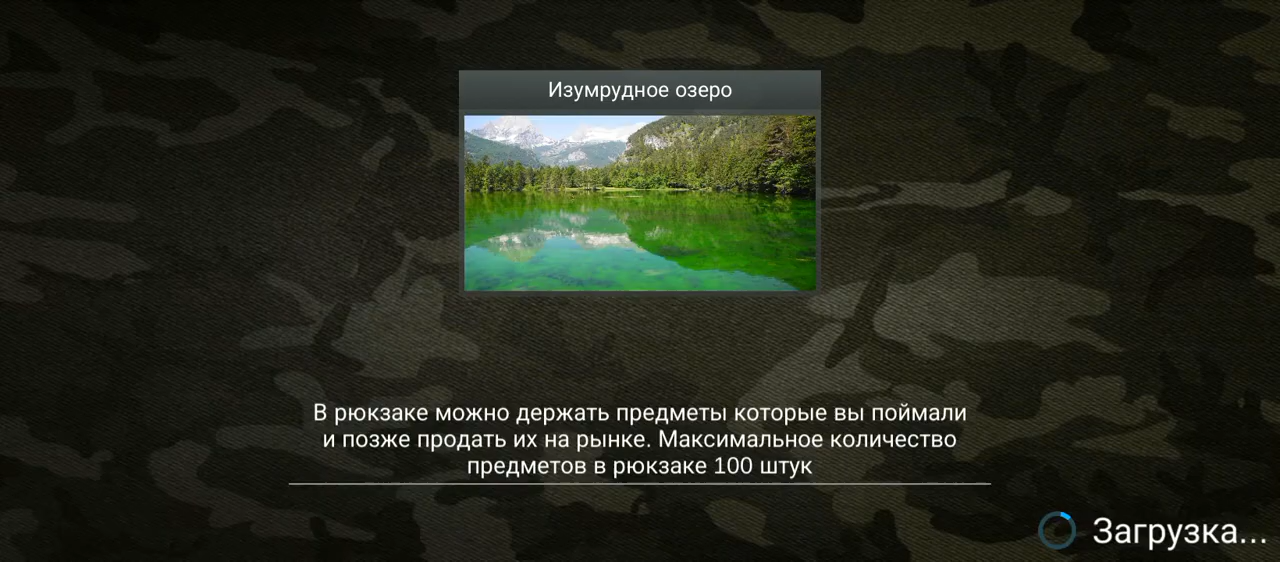 Изумрудное озеро
В рюкзаке можно держать предметы которые вы поймали
и позже продать их на рынке. Максимальное количество
предметов в рюкзаке 100 штук
Загрузка...